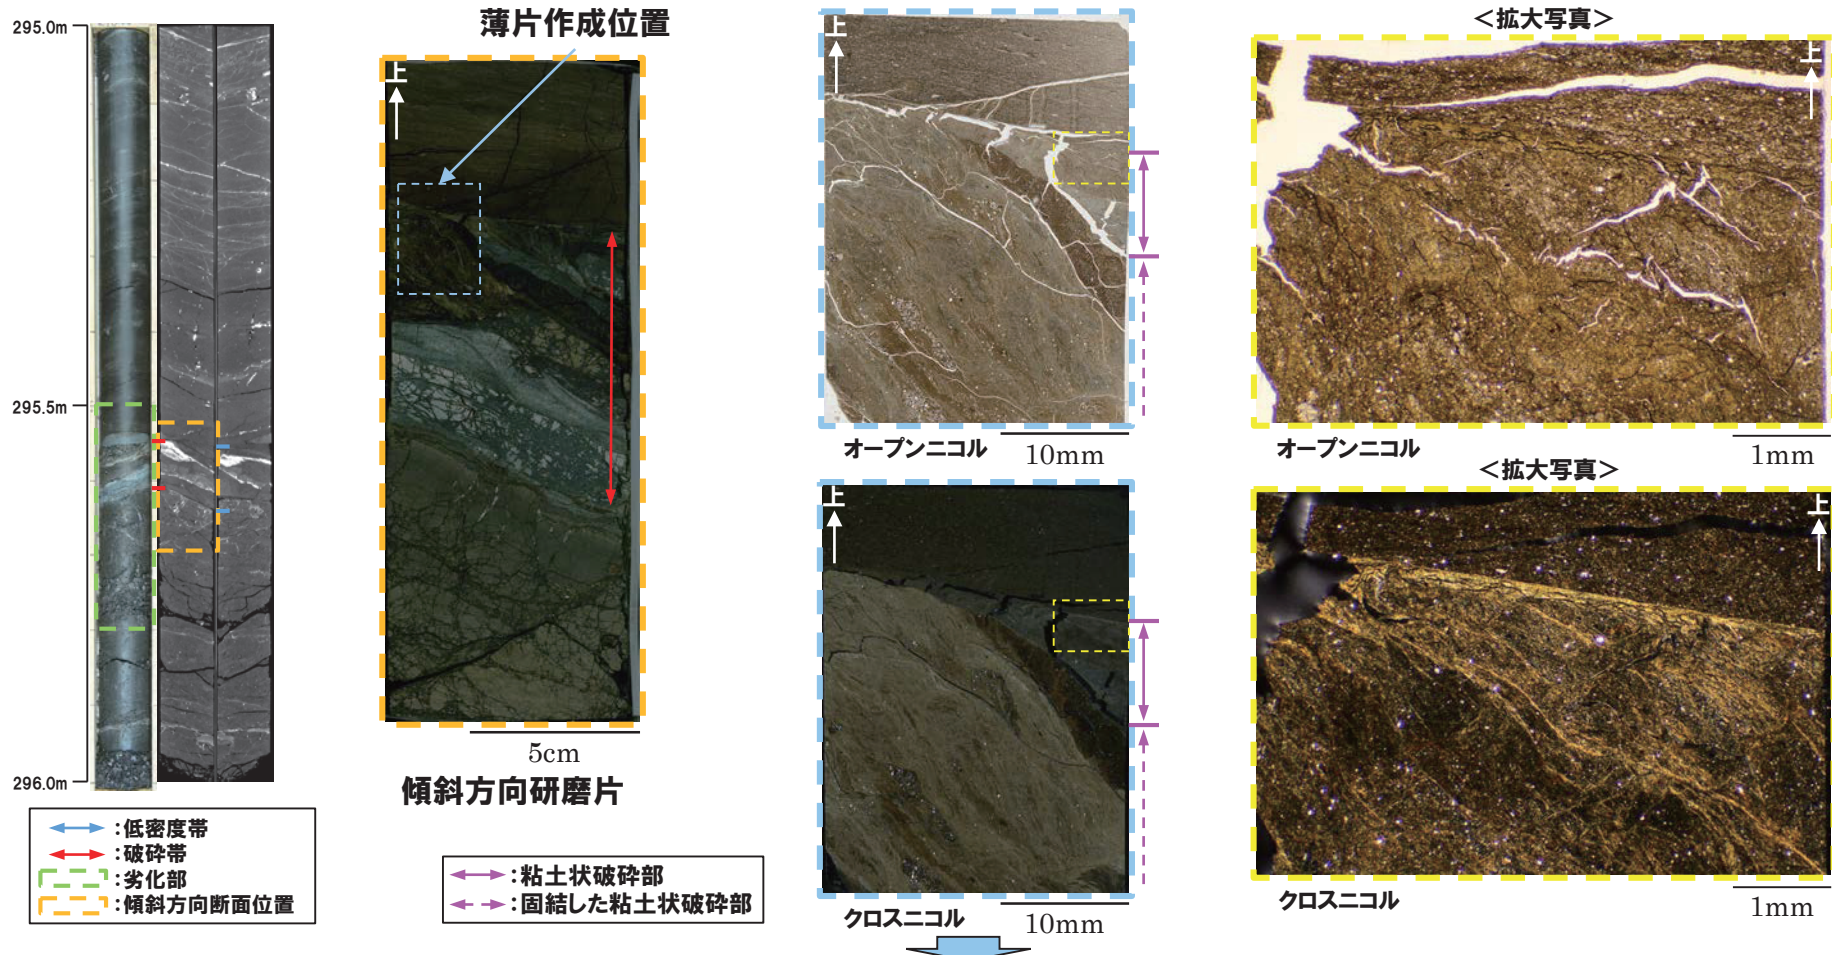 295.0m
295.5m
296.0m
:低密度帯
:破砕帯
:劣化部
:傾斜方向断面位置
薄片作成位置
上
5cm
傾斜方向研磨片
:粘土状破砕部
:固結した粘土状破砕部
上
オープンニコル
10mm
上
クロスニコル
10mm
<拡大写真>
上
オープンニコル
1mm
<拡大写真>
上
クロスニコル
1mm